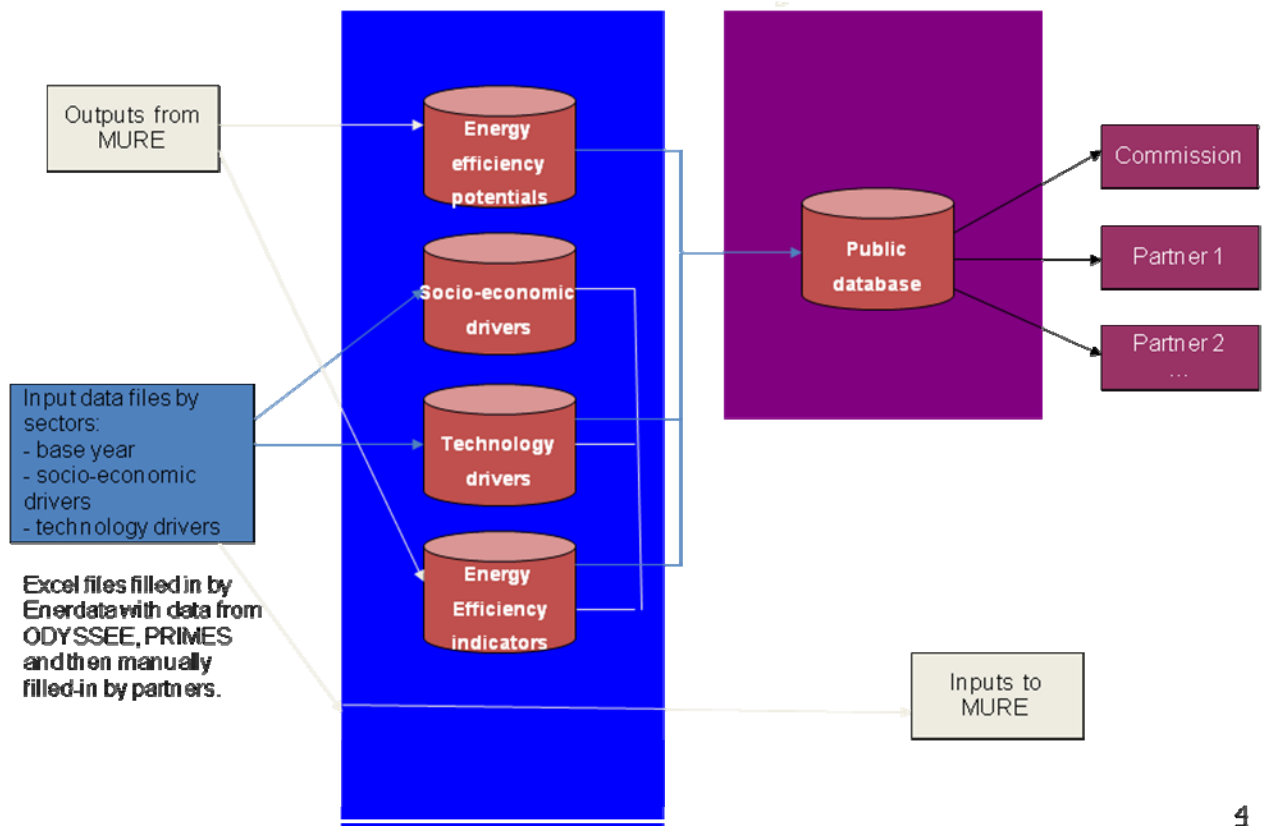 Outputs from
MURE
Energy
efficiency
potentials
Socio-economic
drivers
Technology
drivers
Energy
Efficiency
indicators
Input data files by
sectors:
- base year
- socio-economic
drivers
- technology drivers
Excel files filled in by
Enerdata with data from
ODYSSEE, PRIMES
and then manually
filled-in by partners.
Public
database
Commission
Partner 1
Partner 2
...
Inputs to
MURE
4